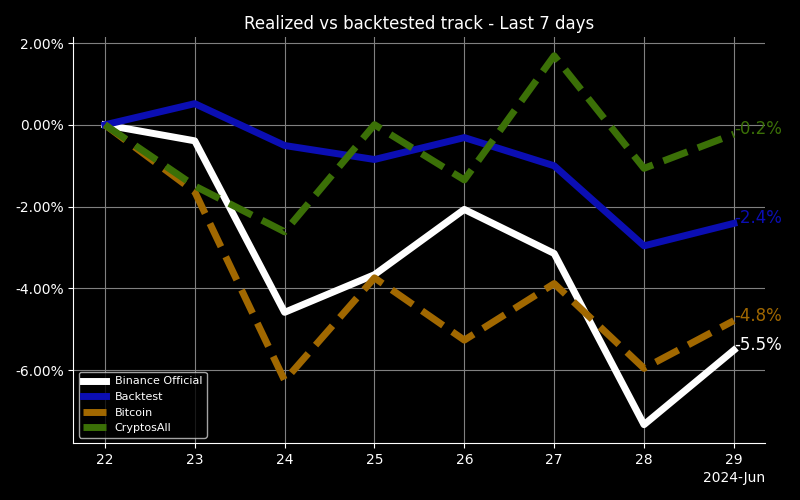 Realized vs backtested track - Last 7 days
2.00%
0.00%
-2.00%
-4.00%
-6.00%
-0.2%
-2.4%
-4.8%
-5.5%
Binance Official
Backtest
Bitcoin
CryptosAll
22 23 24 25 26 27 28 29
2024-Jun